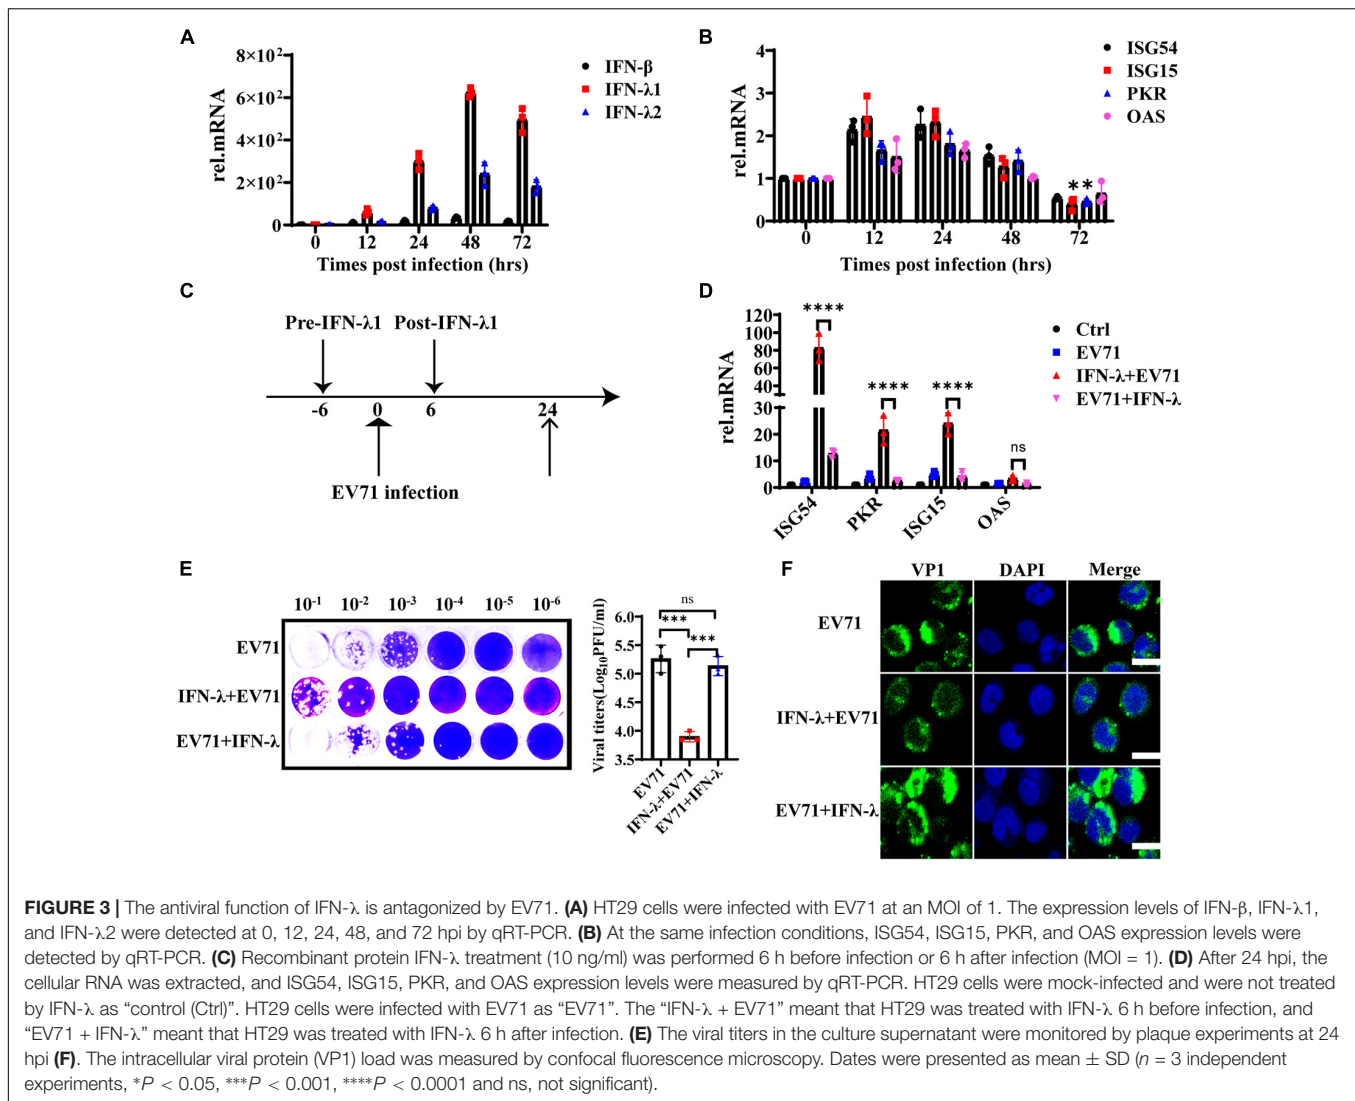 A
8×10²
6×10²
4×10²
2×10²
0
rel.mRNA
0 12 24 48 72
Times post infection (hrs)
IFN-β
IFN-λ1
IFN-λ2
B
4
3
2
1
0
rel.mRNA
**
0 12 24 48 72
Times post infection (hrs)
ISG54
ISG15
PKR
OAS
C
Pre-IFN-λ1 Post-IFN-λ1
-6 0 6 24
EV71 infection
D
120
100
80
60
40
30
20
10
0
rel.mRNA
****
**** ****
ns
ISG54 PKR ISG15 OAS
Ctrl
EV71
IFN-λ+EV71
EV71+IFN-λ
E
10⁻¹ 10⁻² 10⁻³ 10⁻⁴ 10⁻⁵ 10⁻⁶
EV71
IFN-λ+EV71
EV71+IFN-λ
Viral titers(Log₁₀PFU/ml)
6.0
5.5
5.0
4.5
4.0
3.5
ns
***
***
EV71
IFN-λ+EV71
EV71+IFN-λ
F
VP1 DAPI Merge
EV71
IFN-λ+EV71
EV71+IFN-λ
FIGURE 3 | The antiviral function of IFN-λ is antagonized by EV71. (A) HT29 cells were infected with EV71 at an MOI of 1. The expression levels of IFN-β, IFN-λ1,
and IFN-λ2 were detected at 0, 12, 24, 48, and 72 hpi by qRT-PCR. (B) At the same infection conditions, ISG54, ISG15, PKR, and OAS expression levels were
detected by qRT-PCR. (C) Recombinant protein IFN-λ treatment (10 ng/ml) was performed 6 h before infection or 6 h after infection (MOI = 1). (D) After 24 hpi, the
cellular RNA was extracted, and ISG54, ISG15, PKR, and OAS expression levels were measured by qRT-PCR. HT29 cells were mock-infected and were not treated
by IFN-λ as “control (Ctrl)”. HT29 cells were infected with EV71 as “EV71”. The “IFN-λ + EV71” meant that HT29 was treated with IFN-λ 6 h before infection, and
“EV71 + IFN-λ” meant that HT29 was treated with IFN-λ 6 h after infection. (E) The viral titers in the culture supernatant were monitored by plaque experiments at 24
hpi (F). The intracellular viral protein (VP1) load was measured by confocal fluorescence microscopy. Dates were presented as mean ± SD (n = 3 independent
experiments, *P < 0.05, ***P < 0.001, ****P < 0.0001 and ns, not significant).